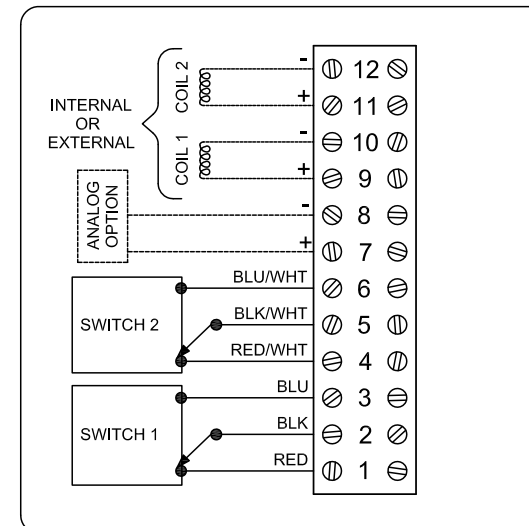 COIL 2
- 12
+ 11
INTERNAL
OR
EXTERNAL
COIL 1
- 10
+ 9
ANALOG
OPTION
- 8
+ 7
SWITCH 2
BLU/WHT 6
BLK/WHT 5
RED/WHT 4
SWITCH 1
BLU 3
BLK 2
RED 1